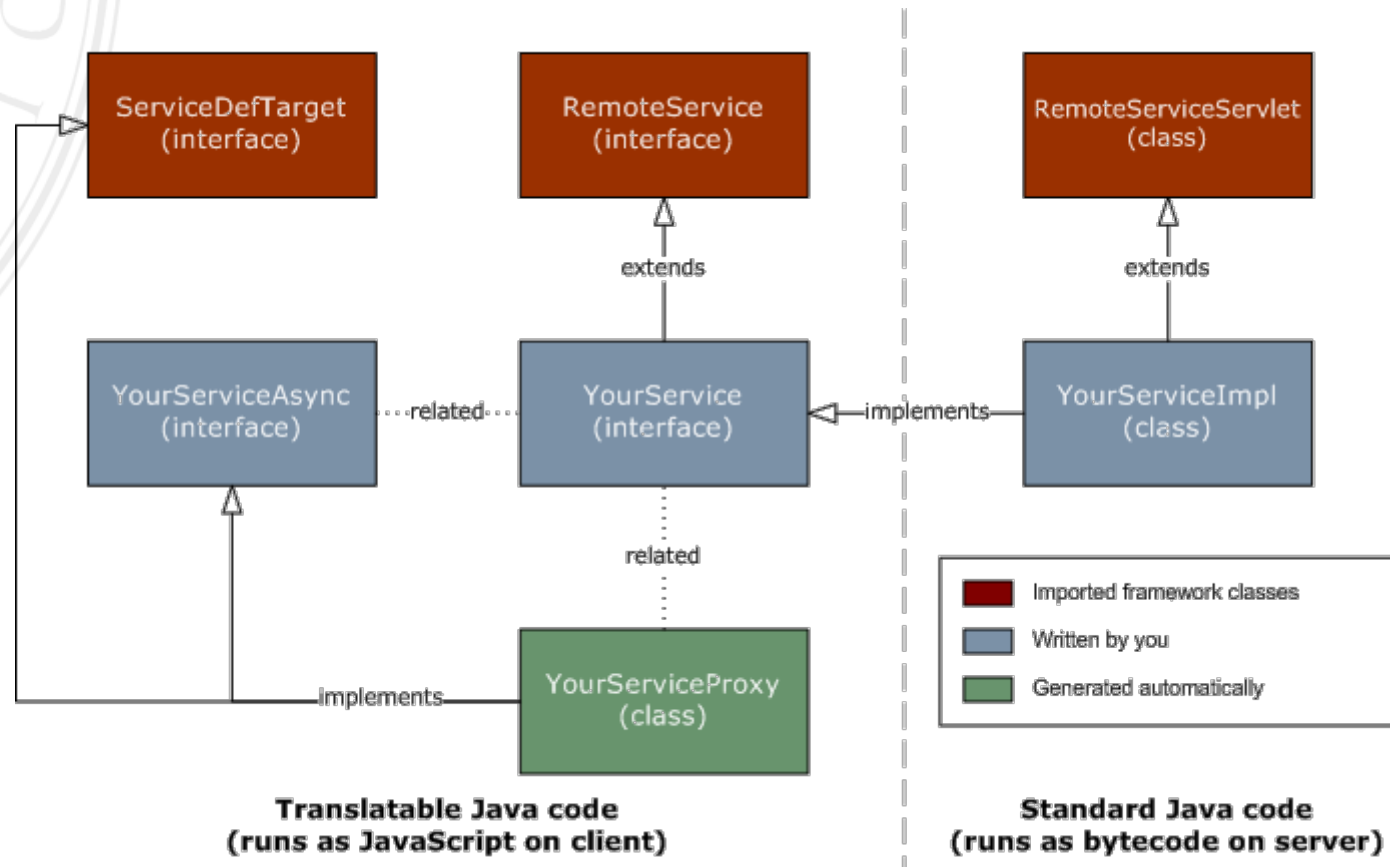 ServiceDefTarget
(interface)
RemoteService
(interface)
RemoteServiceServlet
(class)
extends
extends
YourServiceAsync
(interface)
related
YourService
(interface)
implements
YourServiceImpl
(class)
related
implements
YourServiceProxy
(class)
Imported framework classes
Written by you
Generated automatically
Translatable Java code
(runs as JavaScript on client)
Standard Java code
(runs as bytecode on server)